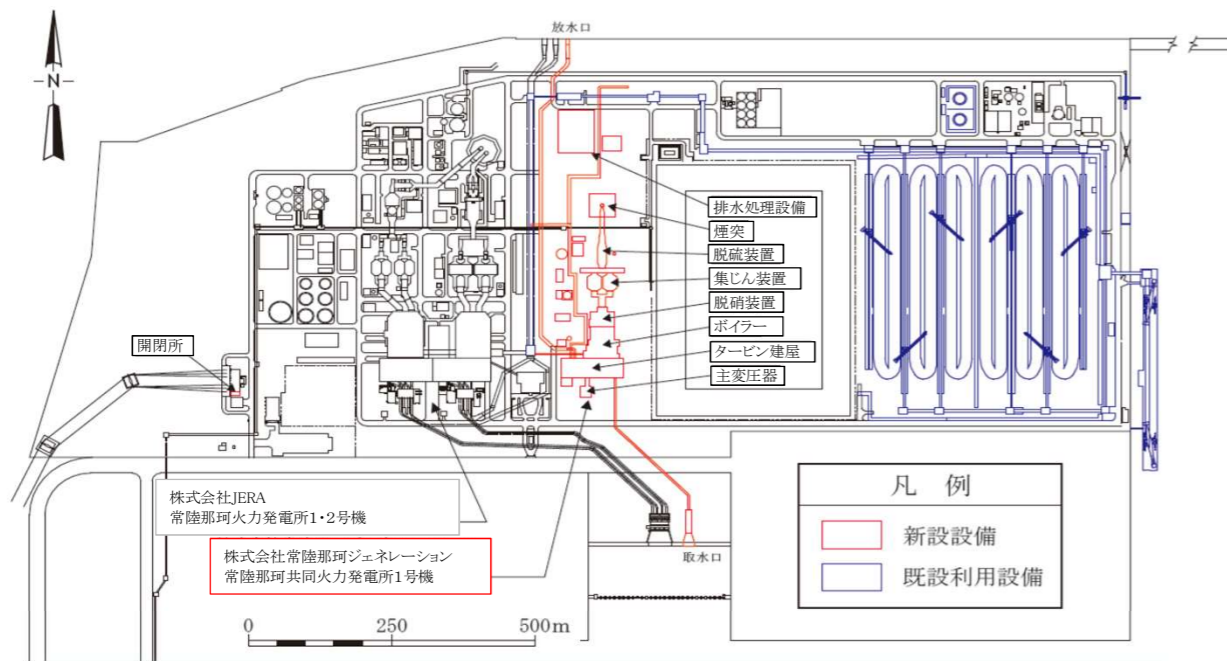 放水口
N
排水処理設備
煙突
脱硫装置
集じん装置
脱硝装置
ボイラー
タービン建屋
主変圧器
開閉所
株式会社JERA
常陸那珂火力発電所1・2号機
株式会社常陸那珂ジェネレーション
常陸那珂共同火力発電所1号機
取水口
凡 例
新設設備
既設利用設備
0 250 500m